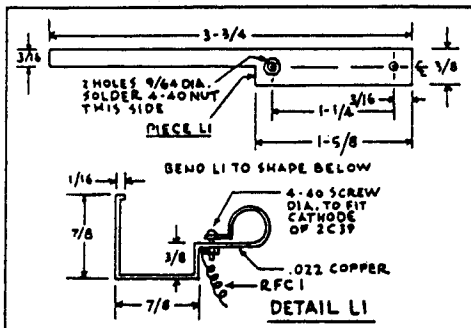 3-3/4
3/16
2 HOLES 9/64 DIA.
SOLDER 4-40 NUT
THIS SIDE
PIECE L1
3/8
3/16
1-1/4
1-5/8
BEND L1 TO SHAPE BELOW
1/16
4-40 SCREW
DIA. TO FIT
CATHODE
OF 2C39
7/8
3/8
.022 COPPER
RFC1
7/8
DETAIL L1